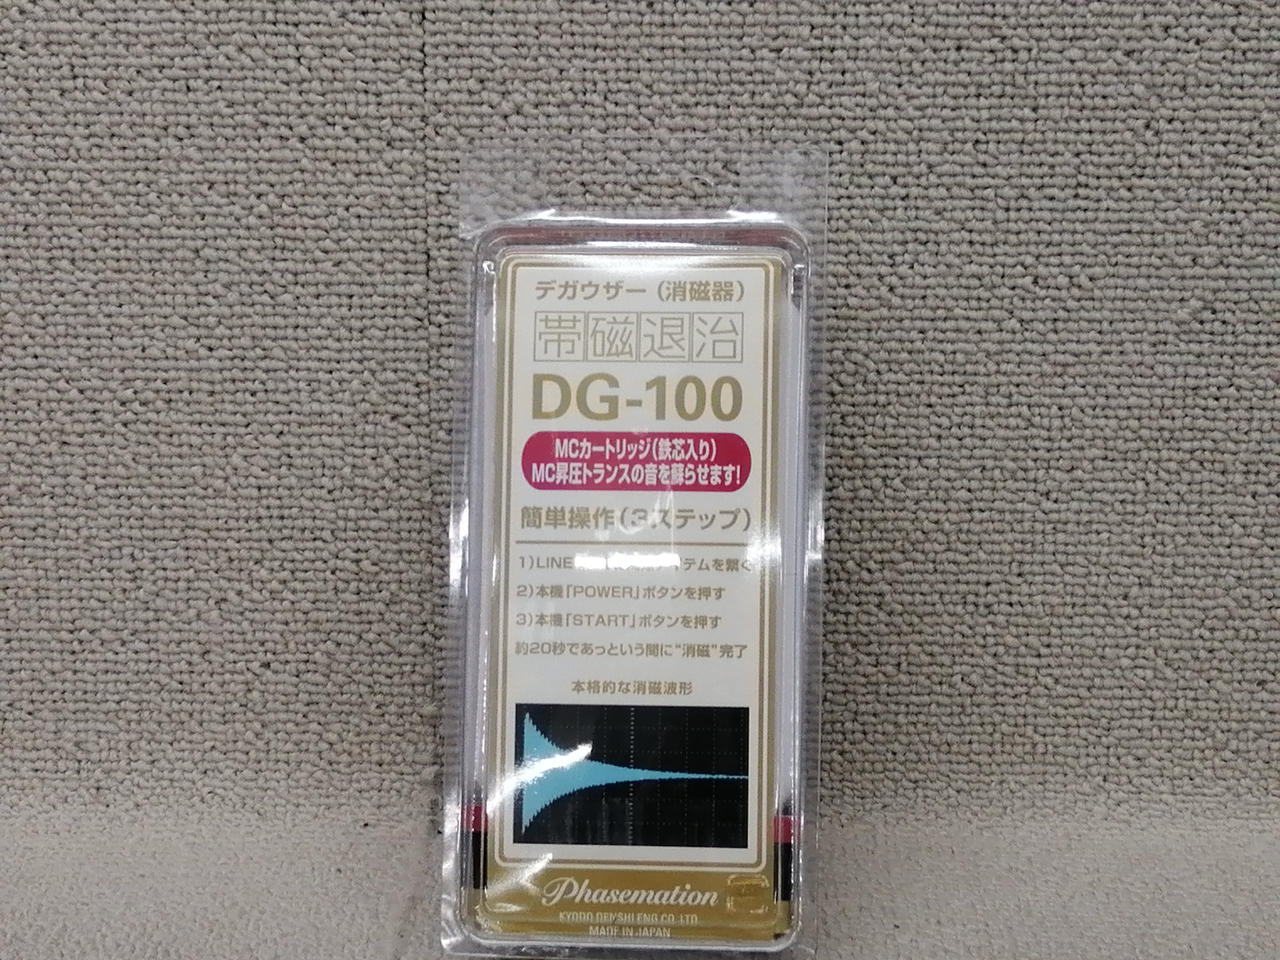 デガウザー（消磁器）
帯磁退治
DG-100
MCカートリッジ（鉄芯入り）
MC昇圧トランスの音を蘇らせます!
簡単操作（3ステップ）
1）LINE テムを繋ぐ
2）本機「POWER」ボタンを押す
3）本機「START」ボタンを押す
約20秒であっという間に"消磁"完了
本格的な消磁波形
Phasemation
KYODO DENSHI ENG CO.,LTD
MADE IN JAPAN